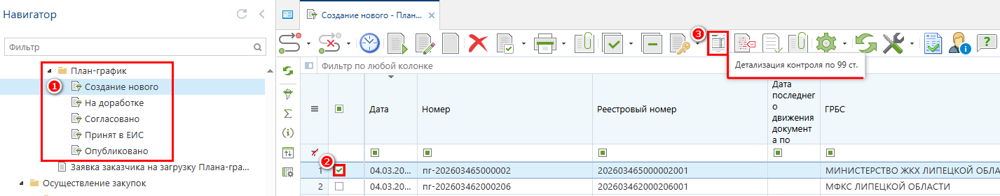 Навигатор
Фильтр
План-график
1
Создание нового
На доработке
Согласовано
Принят в ЕИС
Опубликовано
Заявка заказчика на загрузку Плана-гра...
Осуществление закупок
Создание нового - План...
3
Детализация контроля по 99 ст.
Фильтр по любой колонке
Дата
Номер
Реестровый номер
Дата
последнег
о
движения
документ
а по
ГРБС
2
1 04.03.20... пг-202603465000002 202603465000002001 МИНИСТЕРСТВО ЖКХ ЛИПЕЦКОЙ ОБЛА
2 04.03.20... пг-202603462000206 202603462000206001 МФКС ЛИПЕЦКОЙ ОБЛАСТИ